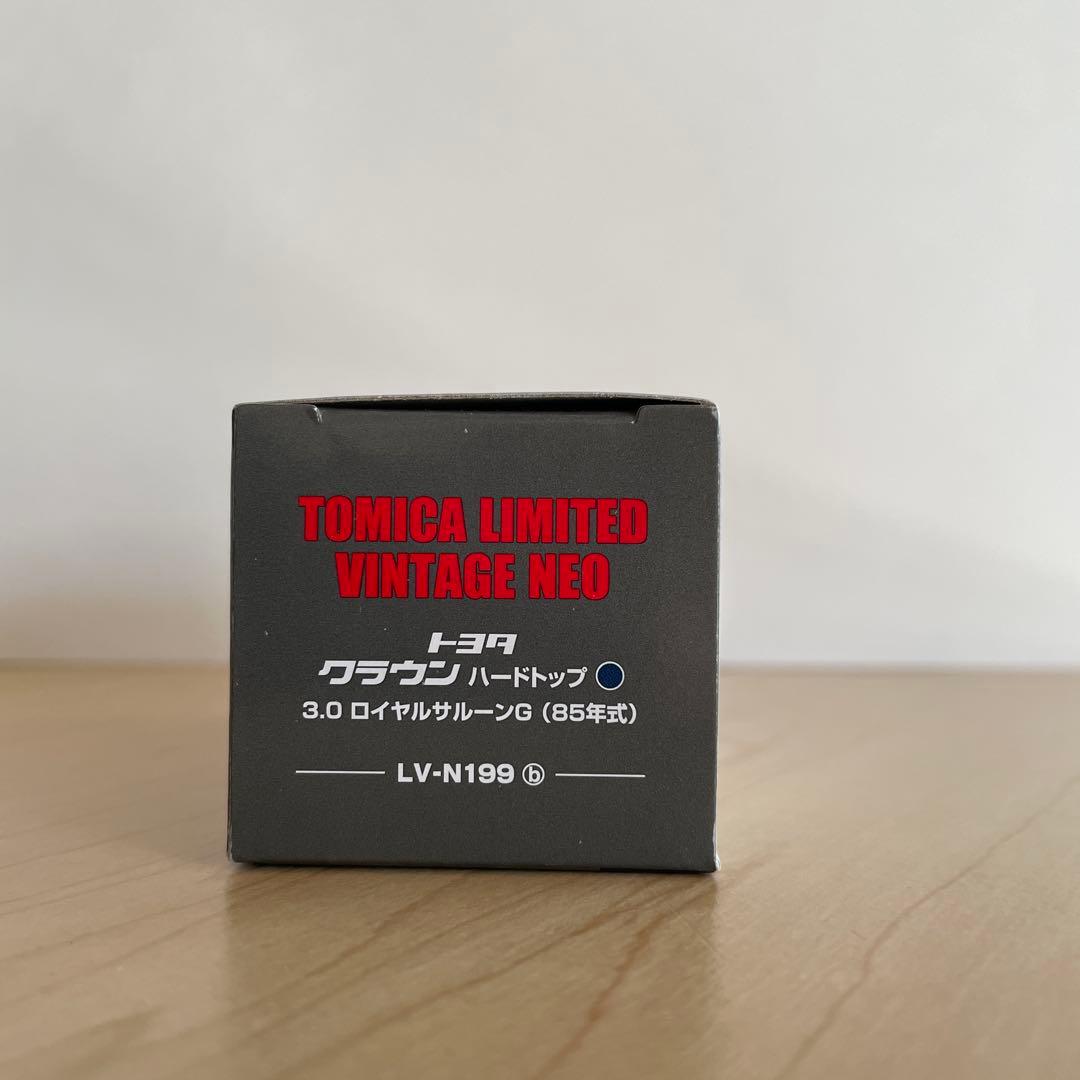 TOMICA LIMITED
VINTAGE NEO
トヨタ
クラウン ハードトップ
3.0 ロイヤルサルーンG（85年式）
LV-N199 ⓑ